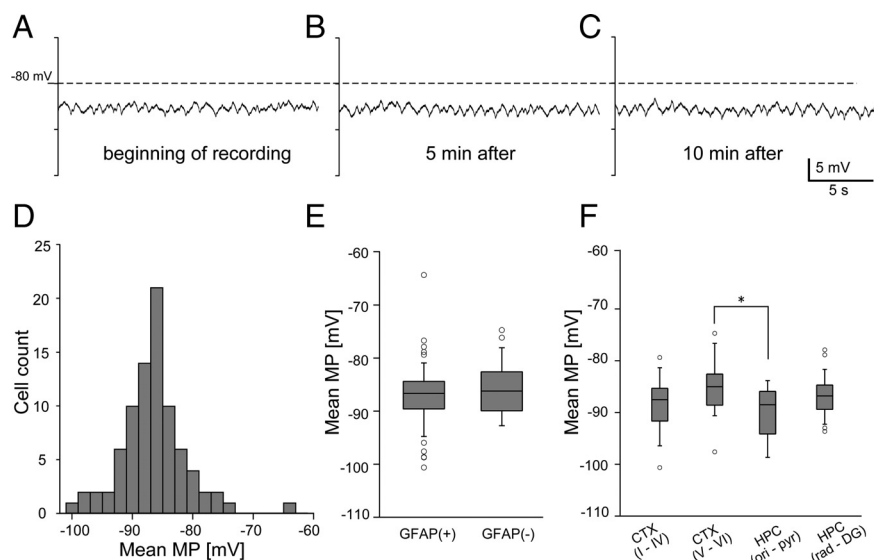 A
B
C
-80 mV
beginning of recording
5 min after
10 min after
5 mV
5 s
D
E
F
25
20
15
10
5
0
Cell count
-100
-90
-80
-70
-60
Mean MP [mV]
-60
-70
-80
-90
-100
-110
Mean MP [mV]
GFAP(+)
GFAP(-)
-60
-70
-80
-90
-100
-110
Mean MP [mV]
*
CTX
(I - IV)
CTX
(V - VI)
HPC
(ori - pyr)
HPC
(rad - DG)